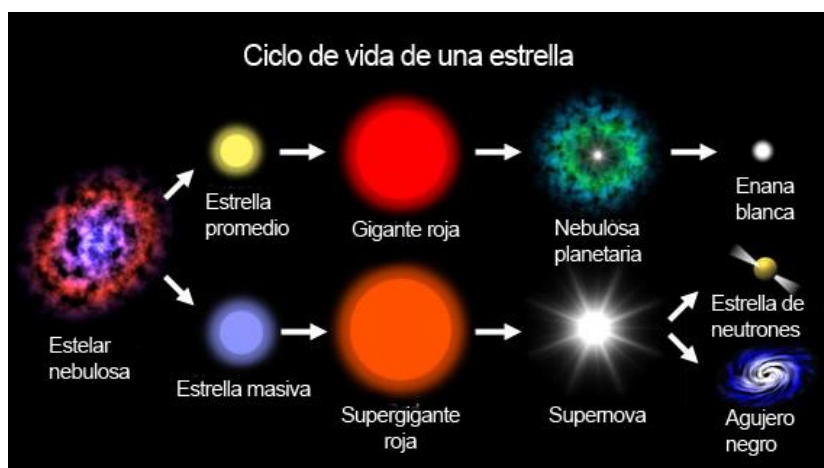 Ciclo de vida de una estrella
Estrella
promedio
Gigante roja
Nebulosa
planetaria
Enana
blanca
Estelar
nebulosa
Estrella masiva
Supergigante
roja
Supernova
Estrella de
neutrones
Agujero
negro